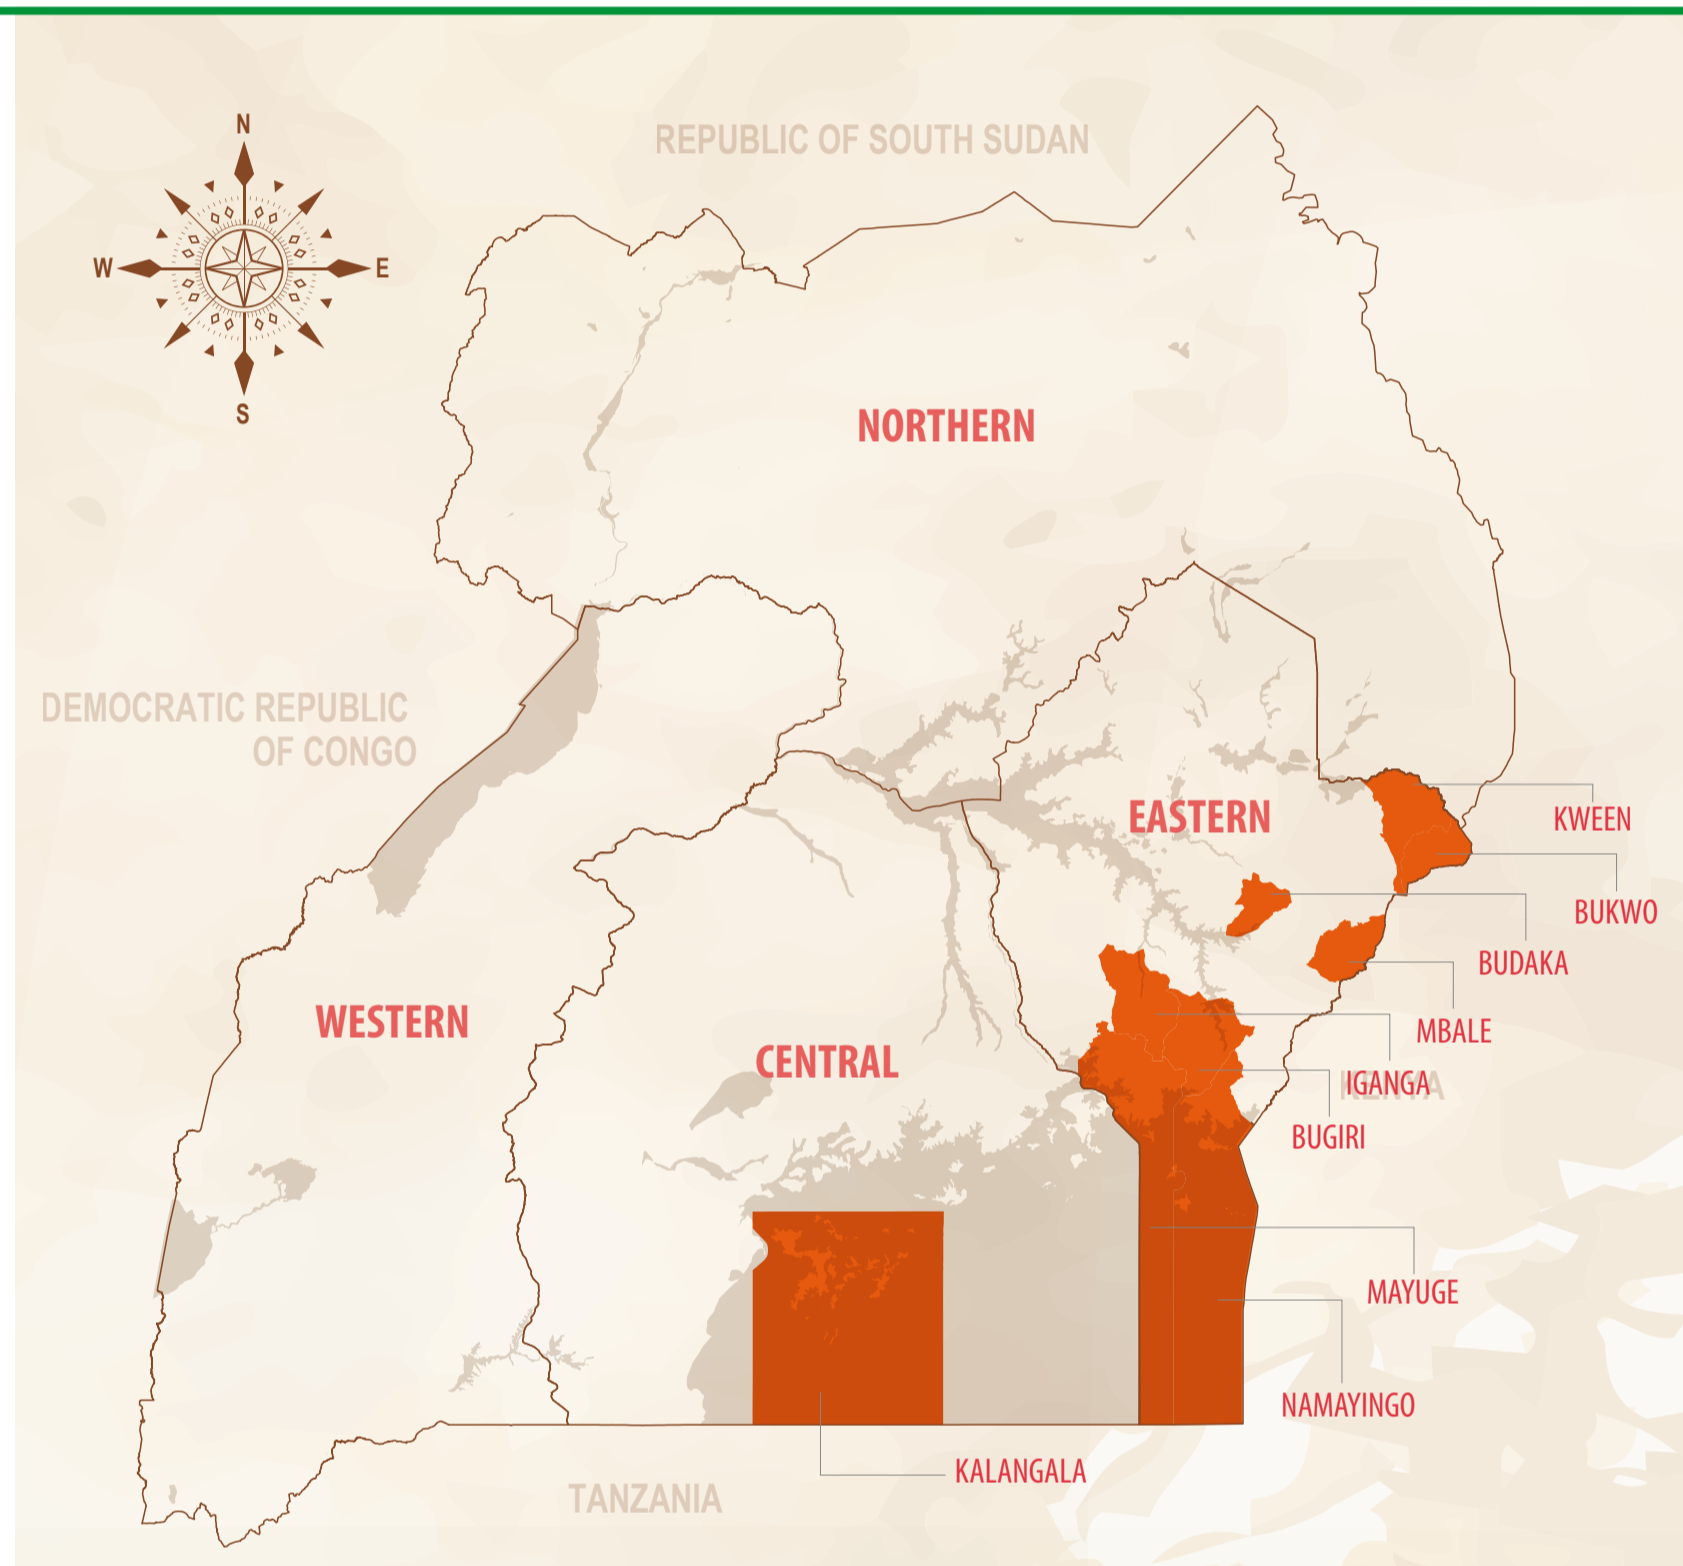 N
REPUBLIC OF SOUTH SUDAN
W
E
S
NORTHERN
DEMOCRATIC REPUBLIC
OF CONGO
EASTERN
KWEEN
BUKWO
BUDAKA
WESTERN
MBALE
CENTRAL
IGANGA
KENYA
BUGIRI
MAYUGE
NAMAYINGO
KALANGALA
TANZANIA